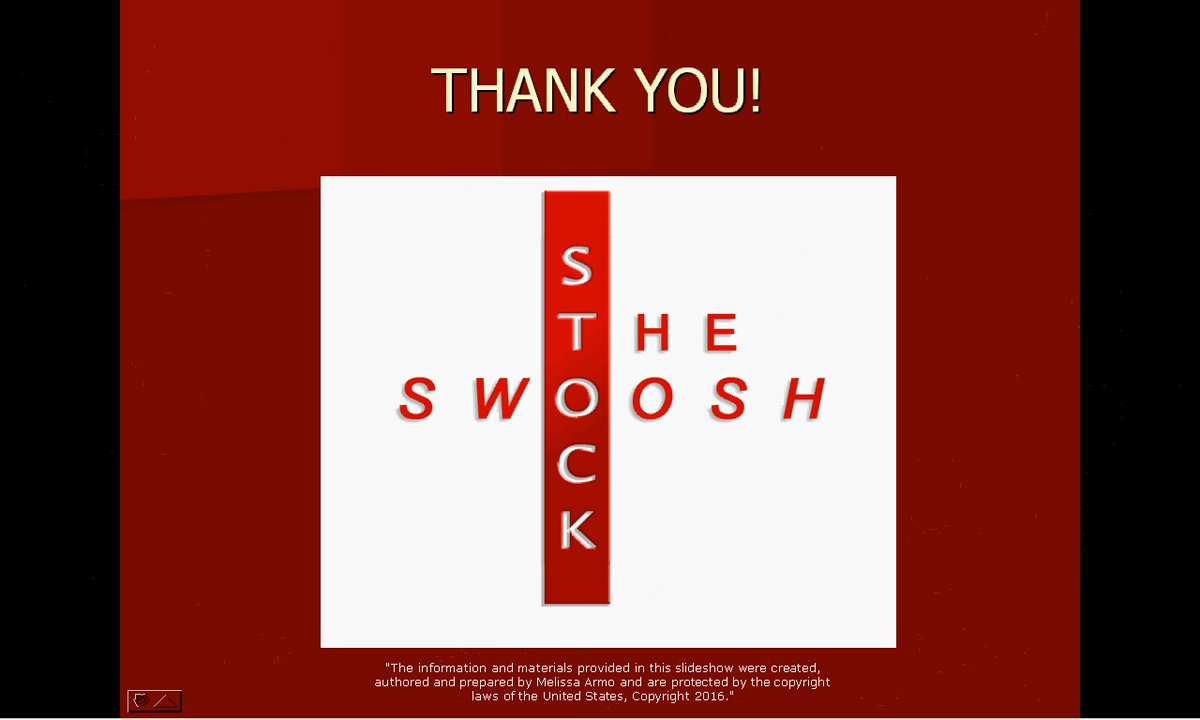 THANK YOU!
S
T H E
S W O O S H
C
K
"The information and materials provided in this slideshow were created,
authored and prepared by Melissa Armo and are protected by the copyright
laws of the United States, Copyright 2016."